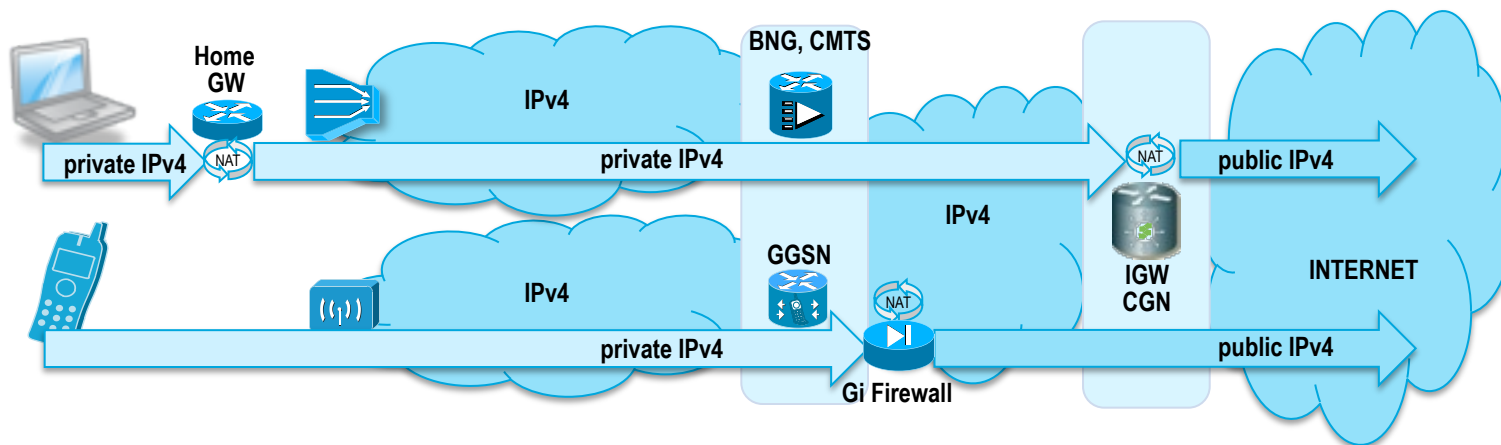 Home
GW
BNG, CMTS
IPv4
private IPv4
NAT
private IPv4
NAT
public IPv4
IPv4
IGW
CGN
INTERNET
GGSN
IPv4
NAT
private IPv4
public IPv4
Gi Firewall